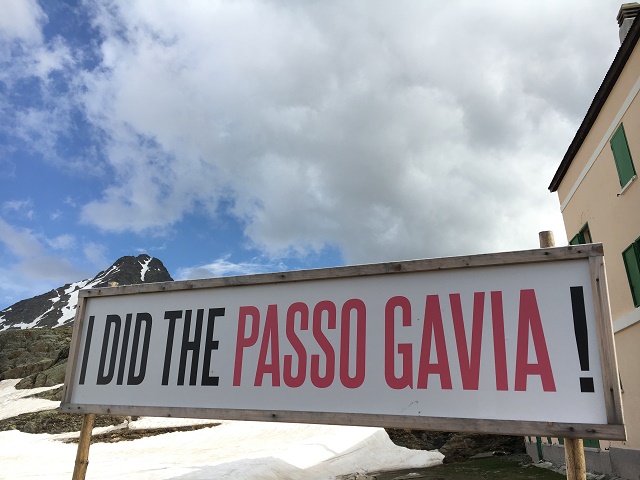 I DID THE PASSO GAVIA!